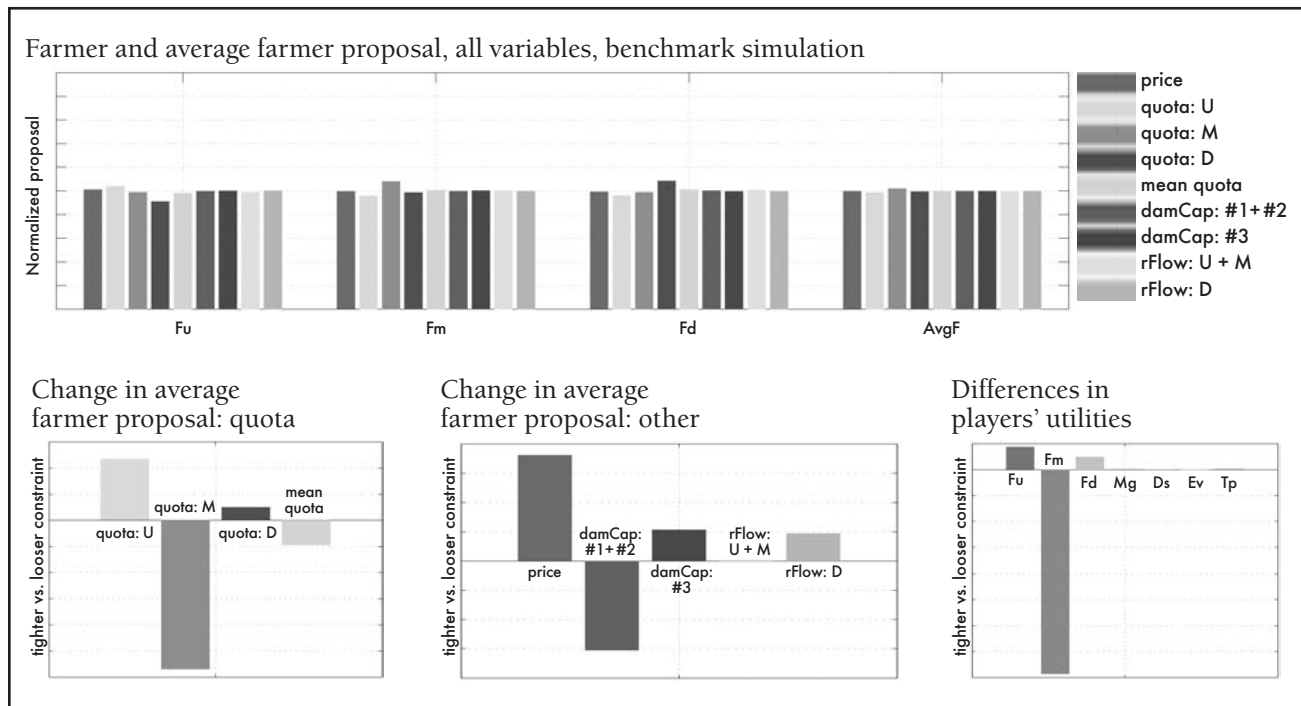 Farmer and average farmer proposal, all variables, benchmark simulation
Normalized proposal
Fu
Fm
Fd
AvgF
price
quota: U
quota: M
quota: D
mean quota
damCap: #1+#2
damCap: #3
rFlow: U + M
rFlow: D
Change in average
farmer proposal: quota
tighter vs. looser constraint
quota: U
quota: M
quota: D
mean
quota
Change in average
farmer proposal: other
tighter vs. looser constraint
price
damCap:
#1+#2
damCap:
#3
rFlow:
U + M
rFlow: D
Differences in
players’ utilities
tighter vs. looser constraint
Fu
Fm
Fd
Mg
Ds
Ev
Tp